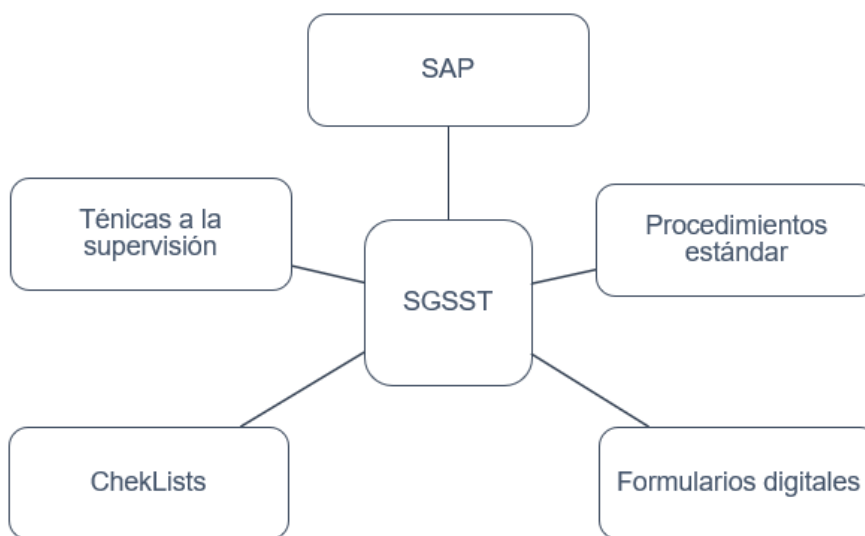 SAP
Ténicas a la
supervisión
Procedimientos
estándar
SGSST
ChekLists
Formularios digitales